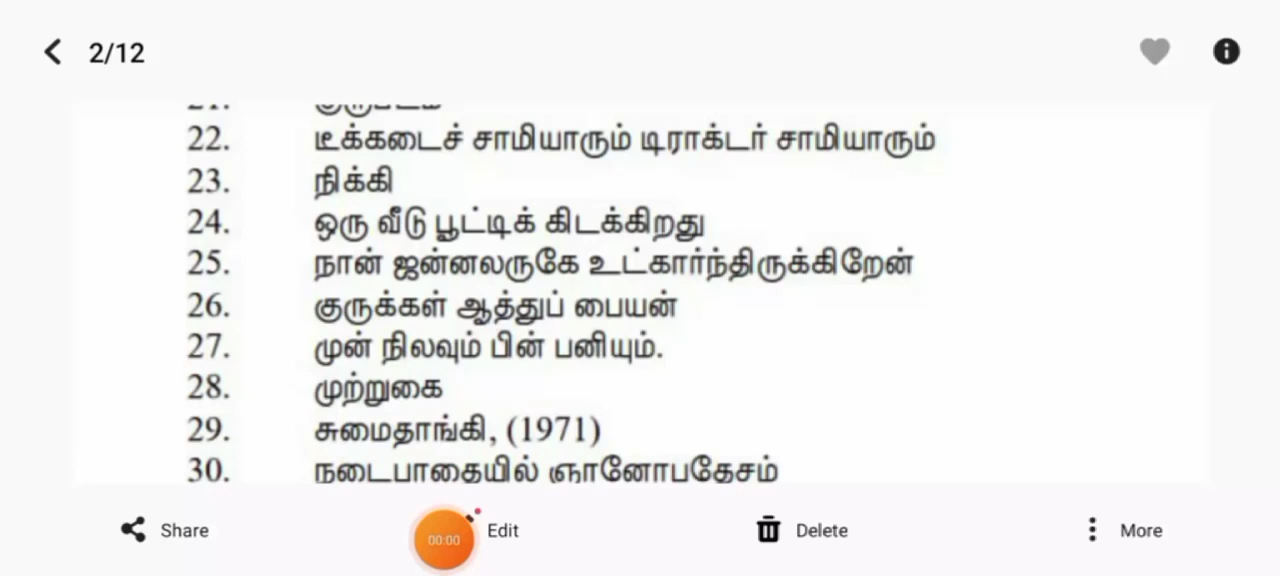 2/12
22. டீக்கடைச் சாமியாரும் டிராக்டர் சாமியாரும்
23. நிக்கி
24. ஒரு வீடு பூட்டிக் கிடக்கிறது
25. நான் ஜன்னலருகே உட்கார்ந்திருக்கிறேன்
26. குருக்கள் ஆத்துப் பையன்
27. முன் நிலவும் பின் பனியும்.
28. முற்றுகை
29. சுமைதாங்கி, (1971)
30. நடைபாதையில் ஞானோபதேசம்
Share 00:00 Edit Delete More